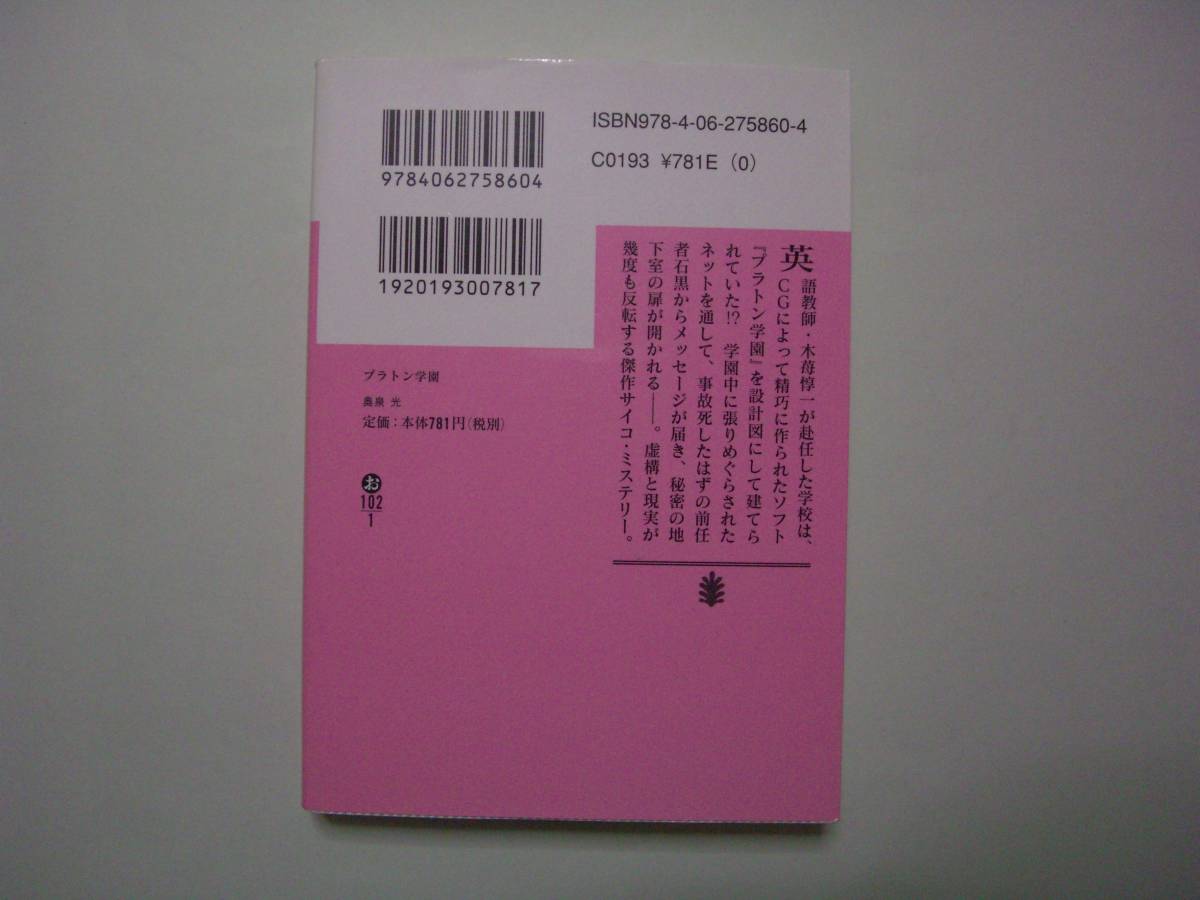 ISBN978-4-06-275860-4
C0193 ¥781E (0)
9784062758604
1920193007817
英語教師・木苺惇一が赴任した学校は、
CGによって精巧に作られたソフト
『プラトン学園』を設計図にして建てら
れていた!? 学園中に張りめぐらされた
ネットを通して、事故死したはずの前任
者石黒からメッセージが届き、秘密の地
下室の扉が開かれる――。虚構と現実が
幾度も反転する傑作サイコ・ミステリー。
プラトン学園
奥泉 光
定価：本体781円(税別)
お
102
1